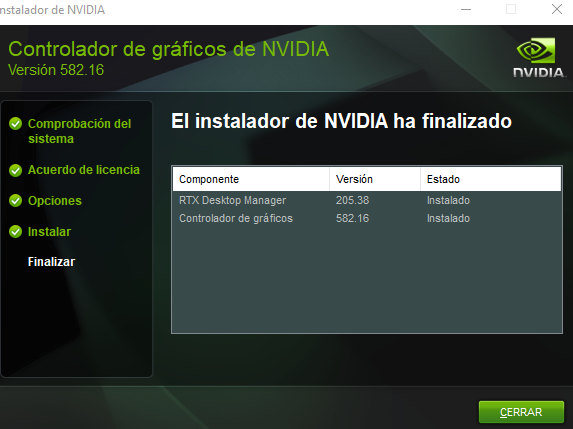 nstalador de NVIDIA
Controlador de gráficos de NVIDIA
Versión 582.16
NVIDIA.
Comprobación del
sistema
Acuerdo de licencia
Opciones
Instalar
Finalizar
El instalador de NVIDIA ha finalizado
Componente Versión Estado
RTX Desktop Manager 205.38 Instalado
Controlador de gráficos 582.16 Instalado
CERRAR